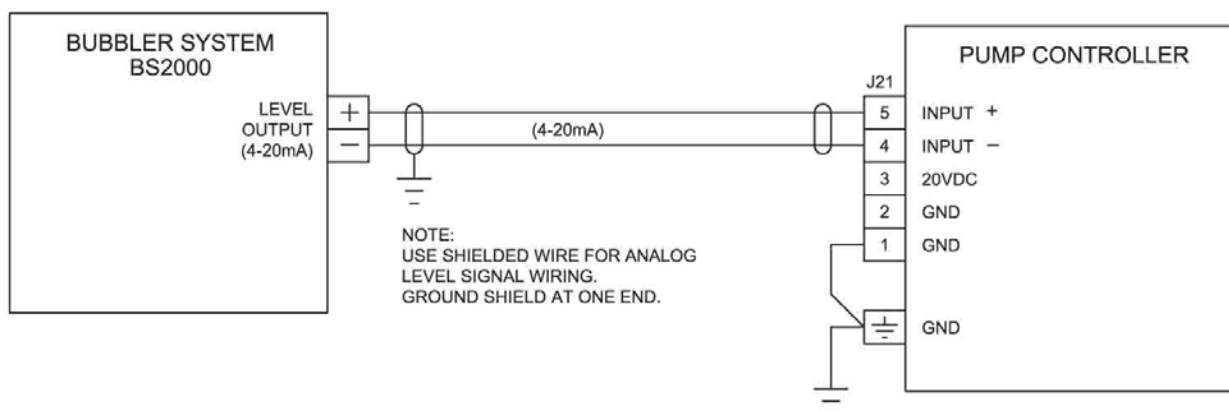 BUBBLER SYSTEM
BS2000
LEVEL
OUTPUT
(4-20mA)
+
−
(4-20mA)
NOTE:
USE SHIELDED WIRE FOR ANALOG
LEVEL SIGNAL WIRING.
GROUND SHIELD AT ONE END.
PUMP CONTROLLER
J21
5 INPUT +
4 INPUT −
3 20VDC
2 GND
1 GND
GND